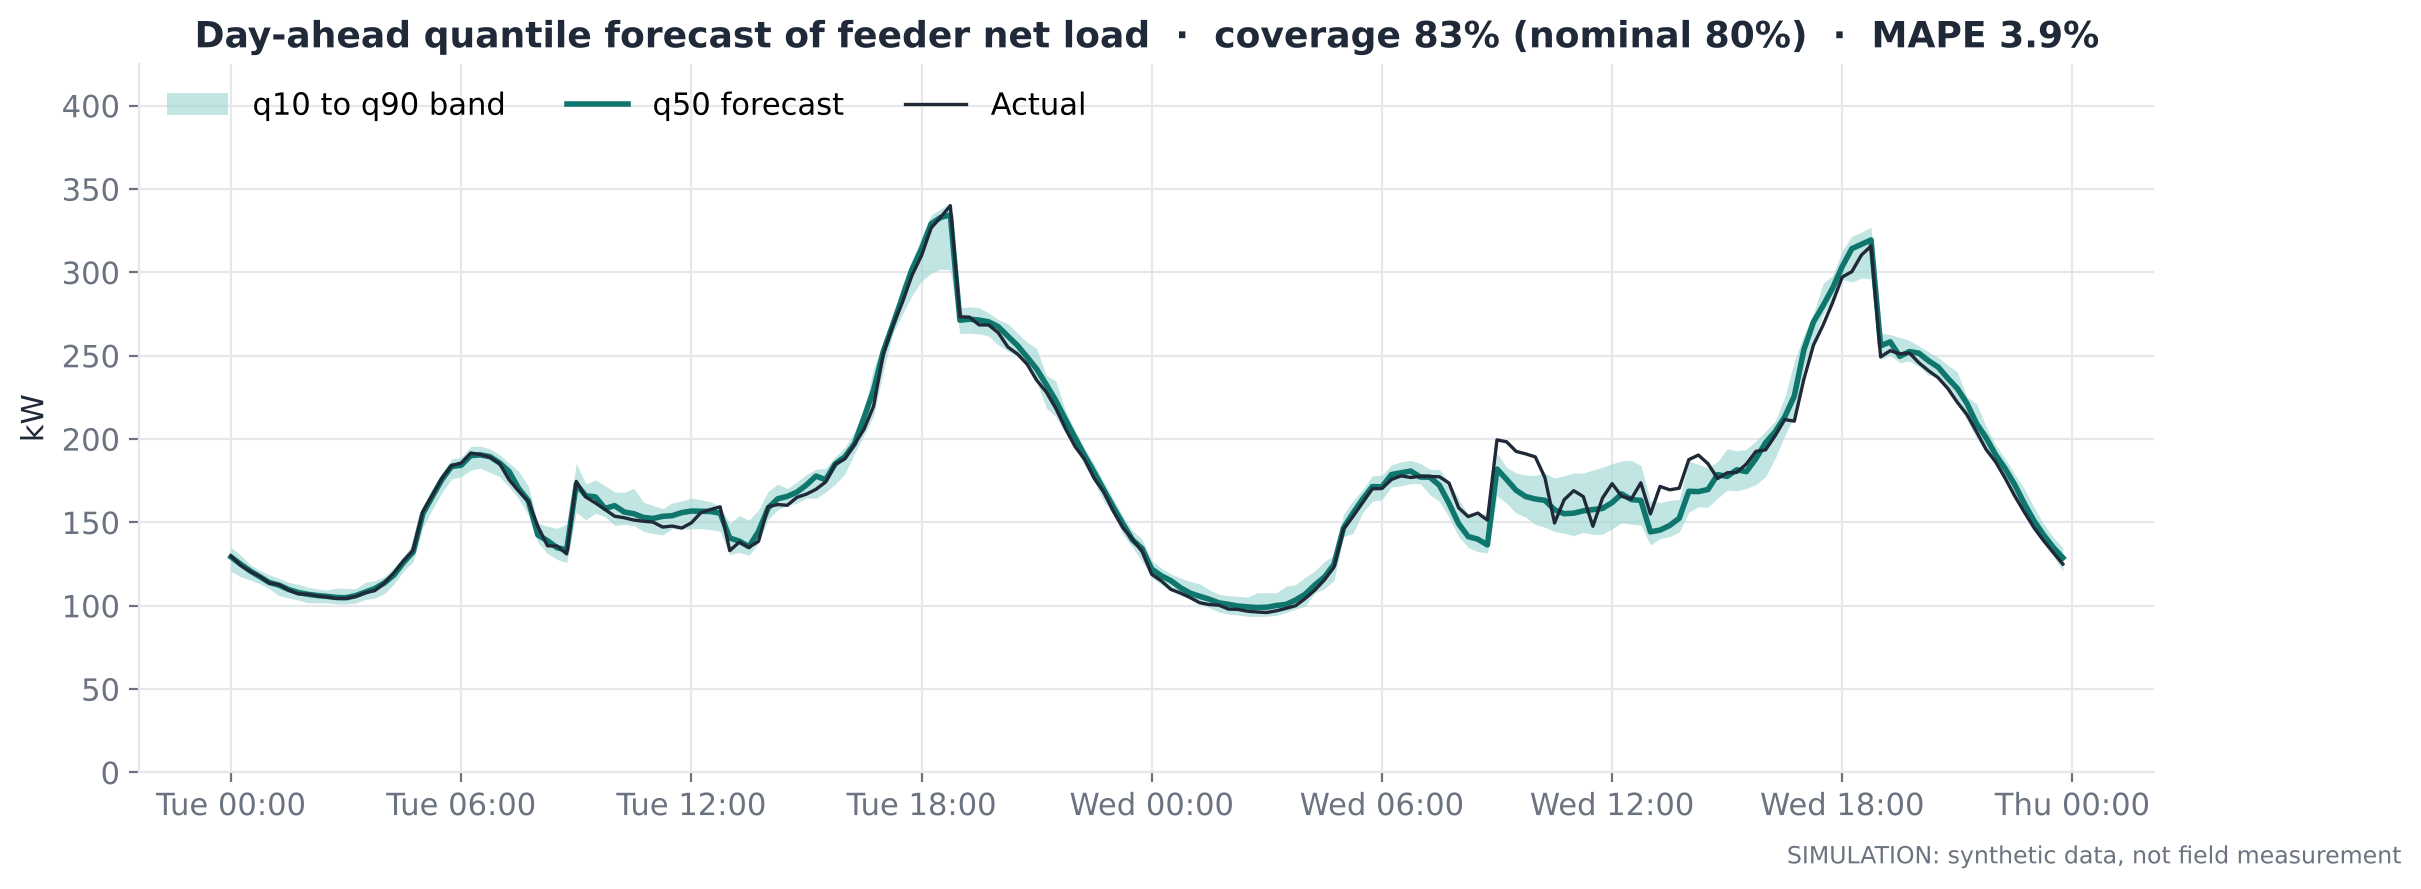 Day-ahead quantile forecast of feeder net load · coverage 83% (nominal 80%) · MAPE 3.9%
q10 to q90 band q50 forecast Actual
kW
400
350
300
250
200
150
100
50
0
Tue 00:00 Tue 06:00 Tue 12:00 Tue 18:00 Wed 00:00 Wed 06:00 Wed 12:00 Wed 18:00 Thu 00:00
SIMULATION: synthetic data, not field measurement